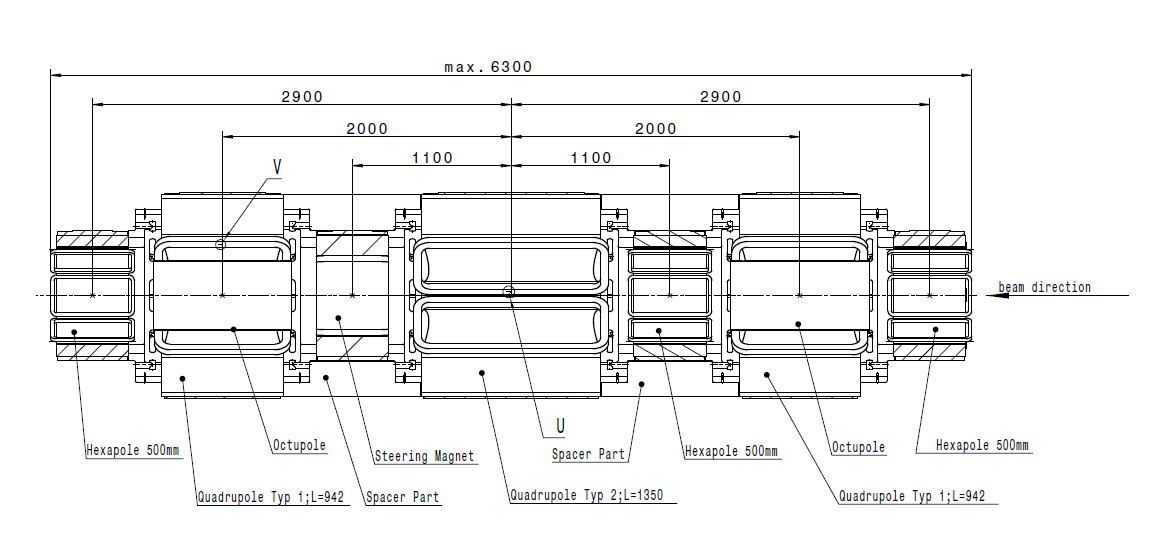 max.6300
2900
2900
2000
2000
1100
1100
V
beam direction
U
Hexapole 500mm
Octupole
Steering Magnet
Spacer Part
Hexapole 500mm
Octupole
Hexapole 500mm
Quadrupole Typ 1;L=942
Spacer Part
Quadrupole Typ 2;L=1350
Quadrupole Typ 1;L=942